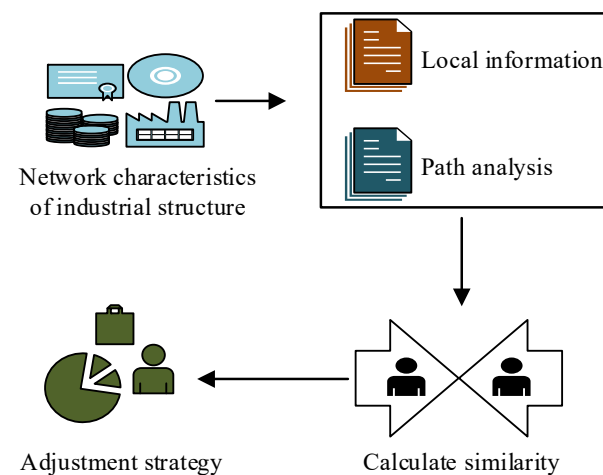 Network characteristics
of industrial structure
Local information
Path analysis
Calculate similarity
Adjustment strategy